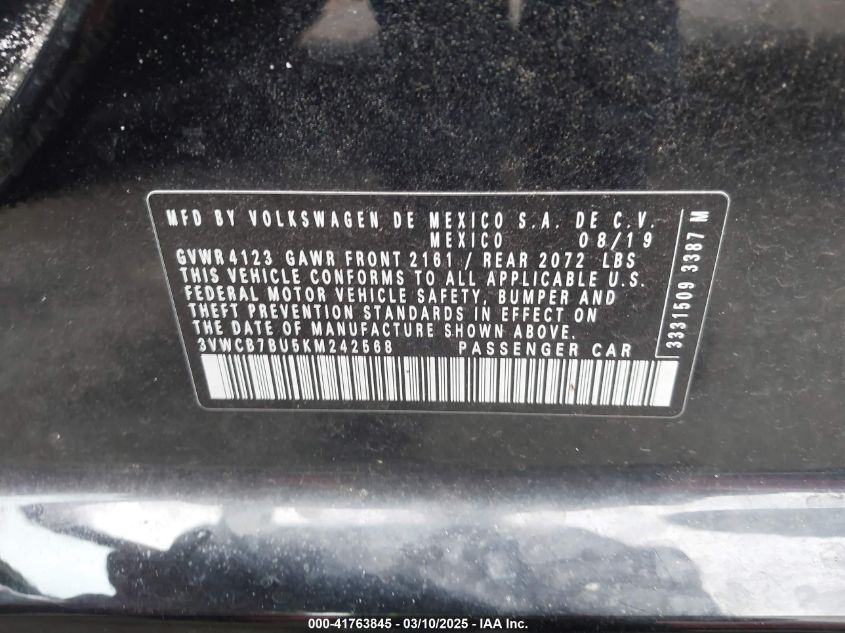 MFD BY VOLKSWAGEN DE MEXICO S.A. DE C.V.
MEXICO 08/19
GVWR 4123 GAWR FRONT 2161 / REAR 2072 LBS
THIS VEHICLE CONFORMS TO ALL APPLICABLE U.S.
FEDERAL MOTOR VEHICLE SAFETY, BUMPER AND
THEFT PREVENTION STANDARDS IN EFFECT ON
THE DATE OF MANUFACTURE SHOWN ABOVE.
3VWCB7BU5KM242568 PASSENGER CAR
3331509 3387 M
000-41763845 - 03/10/2025 - IAA Inc.